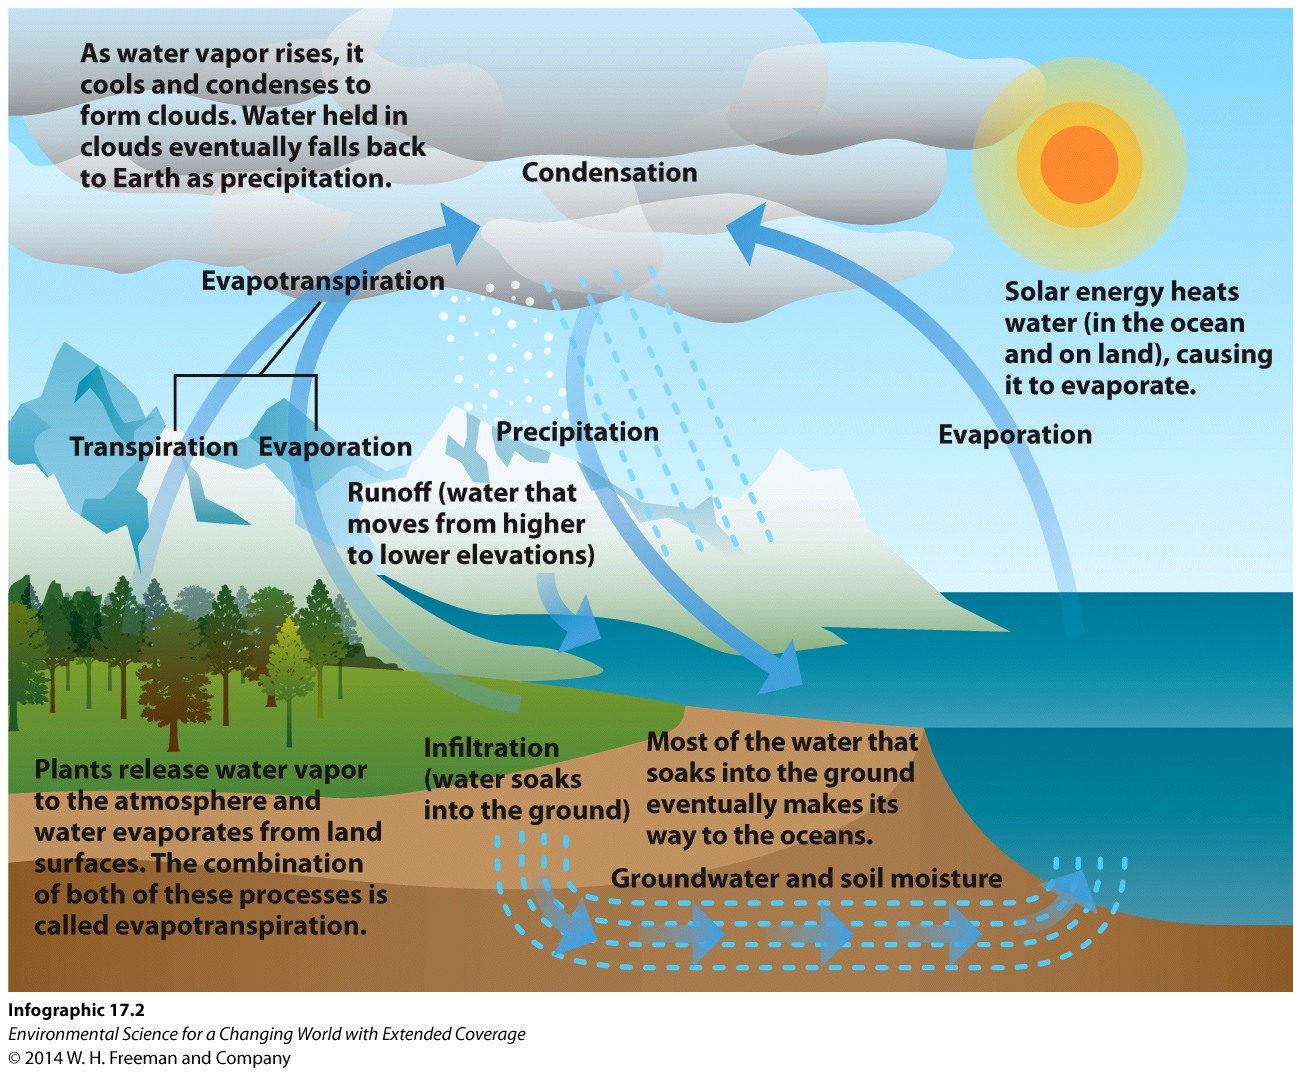 As water vapor rises, it
cools and condenses to
form clouds. Water held in
clouds eventually falls back
to Earth as precipitation.
Condensation
Evapotranspiration
Solar energy heats
water (in the ocean
and on land), causing
it to evaporate.
Transpiration
Evaporation
Precipitation
Evaporation
Runoff (water that
moves from higher
to lower elevations)
Plants release water vapor
to the atmosphere and
water evaporates from land
surfaces. The combination
of both of these processes is
called evapotranspiration.
Infiltration
(water soaks
into the ground)
Most of the water that
soaks into the ground
eventually makes its
way to the oceans.
Groundwater and soil moisture
Infographic 17.2
Environmental Science for a Changing World with Extended Coverage
© 2014 W. H. Freeman and Company